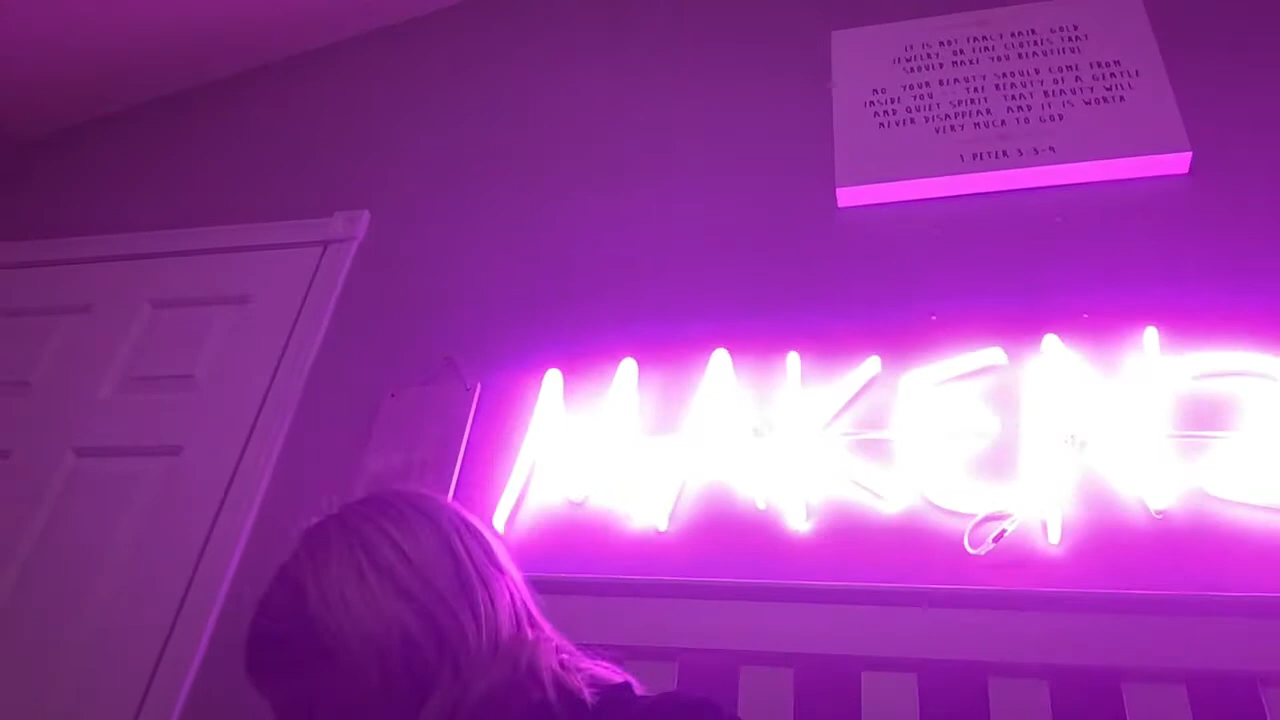 IT IS NOT FANCY HAIR, GOLD
JEWELRY, OR FINE CLOTHES THAT
SHOULD MAKE YOU BEAUTIFUL
NO, YOUR BEAUTY SHOULD COME FROM
INSIDE YOU -- THE BEAUTY OF A GENTLE
AND QUIET SPIRIT. THAT BEAUTY WILL
NEVER DISAPPEAR, AND IT IS WORTH
VERY MUCH TO GOD
1 PETER 3:3-4